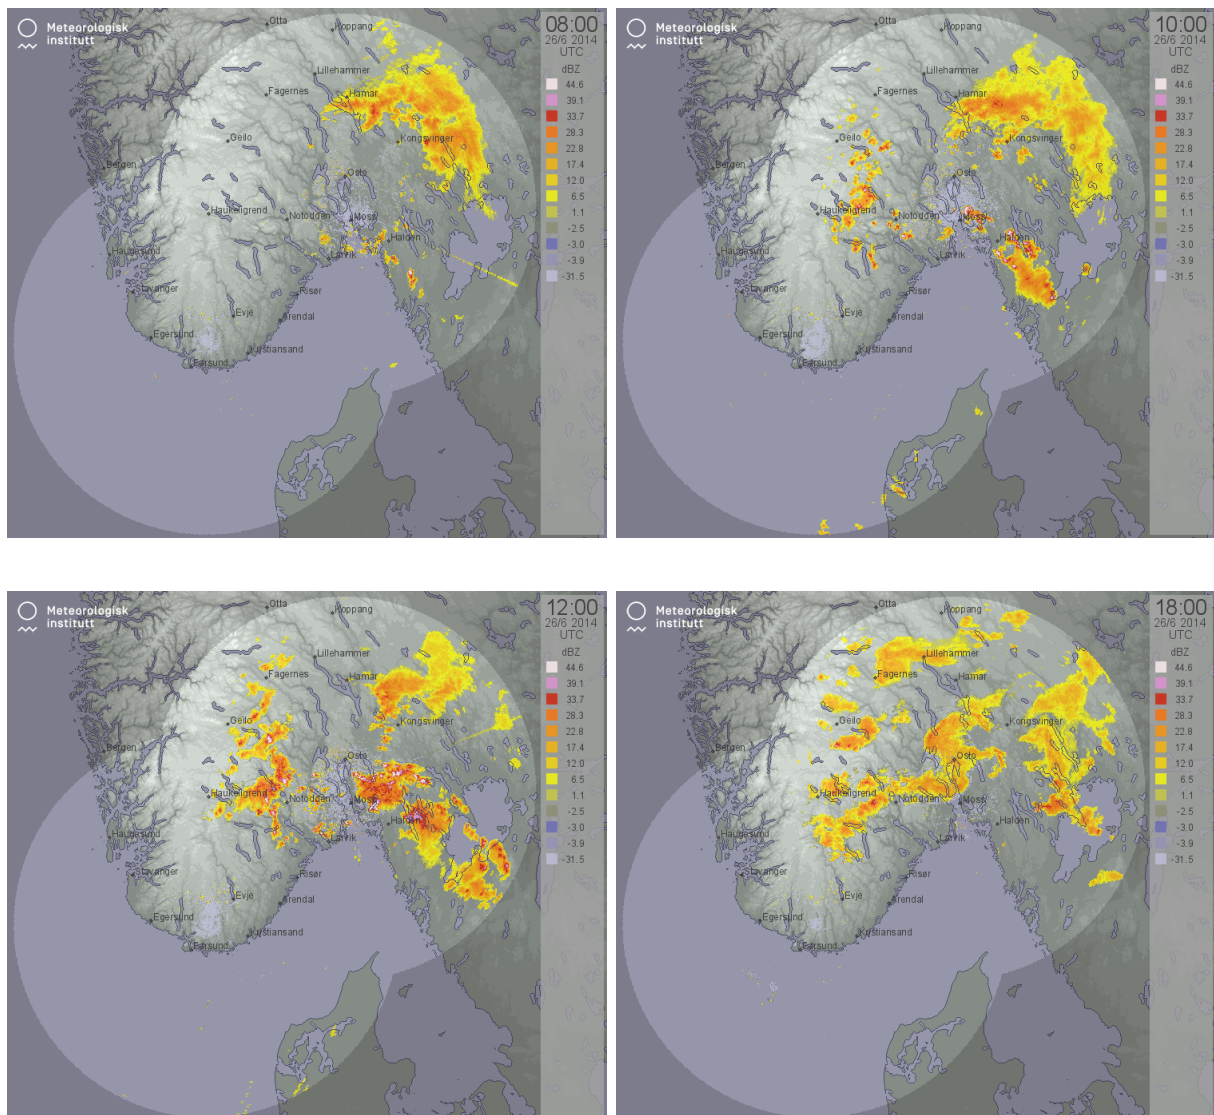 Meteorologisk
institutt
08:00
26/6 2014
UTC
dBZ
44.6
39.1
33.7
28.3
22.8
17.4
12.0
6.5
1.1
-2.5
-3.0
-3.9
-31.5
Otta
Koppang
Lillehammer
Fagernes
Hamar
Geilo
Kongsvinger
Bergen
Oslo
Haukeligrend
Notodden
Moss
Halden
Haugesund
Larvik
Stavanger
Risør
Evje
Arendal
Egersund
Kristiansand
Farsund
Meteorologisk
institutt
10:00
26/6 2014
UTC
dBZ
44.6
39.1
33.7
28.3
22.8
17.4
12.0
6.5
1.1
-2.5
-3.0
-3.9
-31.5
Otta
Koppang
Lillehammer
Fagernes
Hamar
Geilo
Kongsvinger
Bergen
Oslo
Haukeligrend
Notodden
Moss
Halden
Haugesund
Larvik
Stavanger
Risør
Evje
Arendal
Egersund
Kristiansand
Farsund
Meteorologisk
institutt
12:00
26/6 2014
UTC
dBZ
44.6
39.1
33.7
28.3
22.8
17.4
12.0
6.5
1.1
-2.5
-3.0
-3.9
-31.5
Otta
Koppang
Lillehammer
Fagernes
Hamar
Geilo
Kongsvinger
Bergen
Oslo
Haukeligrend
Notodden
Moss
Halden
Haugesund
Larvik
Stavanger
Risør
Evje
Arendal
Egersund
Kristiansand
Farsund
Meteorologisk
institutt
18:00
26/6 2014
UTC
dBZ
44.6
39.1
33.7
28.3
22.8
17.4
12.0
6.5
1.1
-2.5
-3.0
-3.9
-31.5
Otta
Koppang
Lillehammer
Fagernes
Hamar
Geilo
Kongsvinger
Bergen
Oslo
Haukeligrend
Notodden
Moss
Halden
Haugesund
Larvik
Stavanger
Risør
Evje
Arendal
Egersund
Kristiansand
Farsund